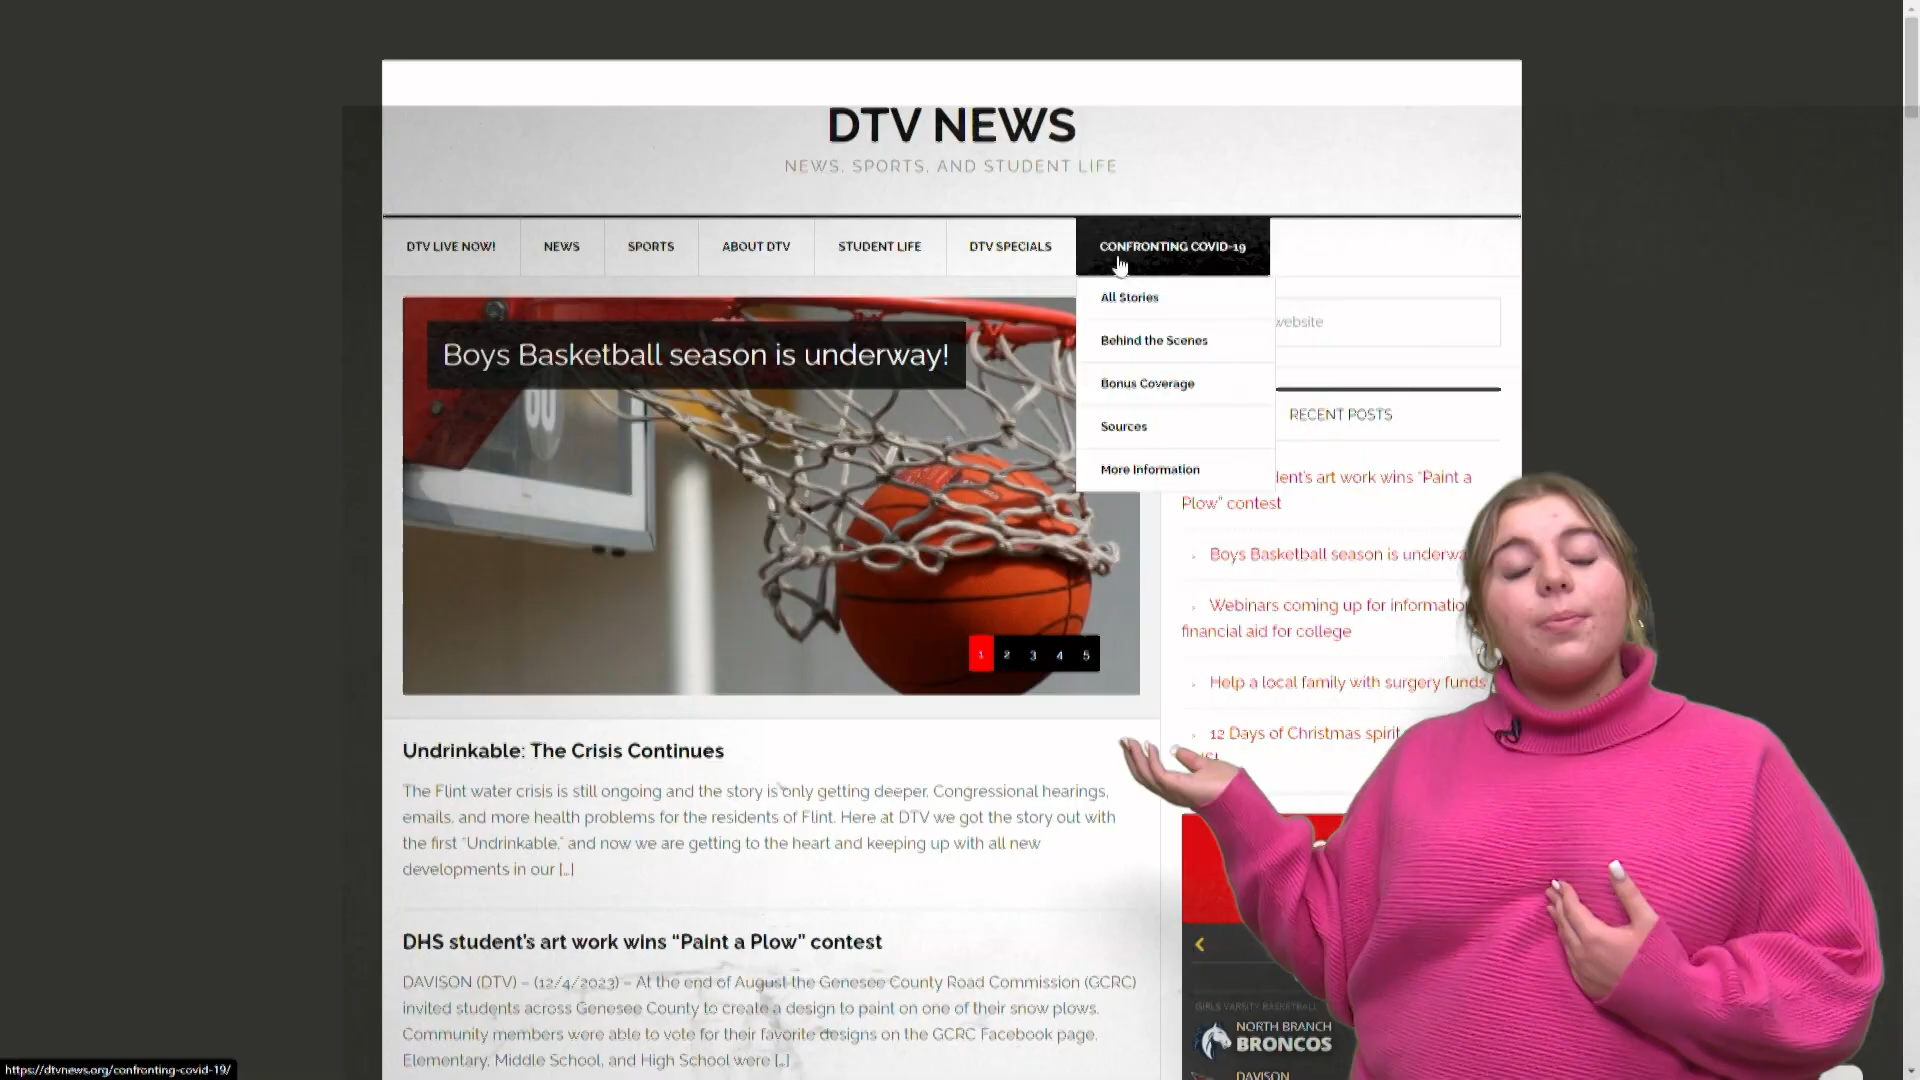 DTV NEWS
NEWS, SPORTS, AND STUDENT LIFE
DTV LIVE NOW!
NEWS
SPORTS
ABOUT DTV
STUDENT LIFE
DTV SPECIALS
CONFRONTING COVID-19
All Stories
Behind the Scenes
Bonus Coverage
Sources
More Information
website
Boys Basketball season is underway!
1 2 3 4 5
RECENT POSTS
art work wins “Paint a
Plow” contest
Boys Basketball season is
Webinars coming up for
financial aid for college
Help a local family with surgery funds
12 Days of Christmas spirit
Undrinkable: The Crisis Continues
The Flint water crisis is still ongoing and the story is only getting deeper. Congressional hearings,
emails, and more health problems for the residents of Flint. Here at DTV we got the story out with
the first “Undrinkable,” and now we are getting to the heart and keeping up with all new
developments in our [...]
DHS student’s art work wins “Paint a Plow” contest
DAVISON (DTV) – (12/4/2023) – At the end of August the Genesee County Road Commission (GCRC)
invited students across Genesee County to create a design to paint on one of their snow plows.
Community members were able to vote for their favorite designs on the GCRC Facebook page.
Elementary, Middle School, and High School were [...]
GIRLS VARSITY BASKETBALL
NORTH BRANCH
BRONCOS
DAVISON
https://dtvnews.org/confronting-covid-19/